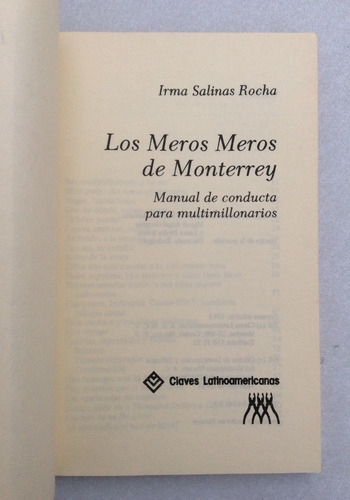 Irma Salinas Rocha
Los Meros Meros
de Monterrey
Manual de conducta
para multimillonarios
Claves Latinoamericanas